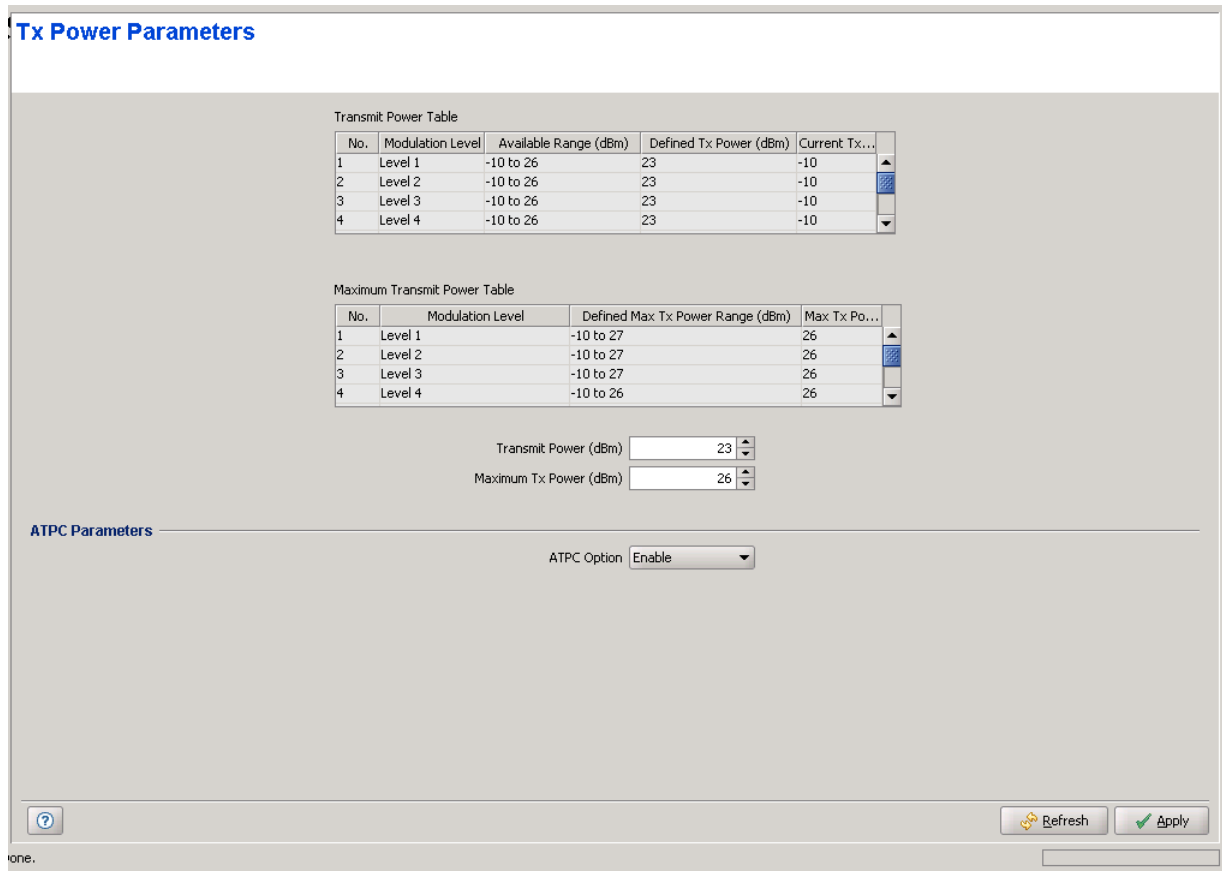 Tx Power Parameters
Transmit Power Table
No. Modulation Level Available Range (dBm) Defined Tx Power (dBm) Current Tx...
1 Level 1 -10 to 26 23 -10
2 Level 2 -10 to 26 23 -10
3 Level 3 -10 to 26 23 -10
4 Level 4 -10 to 26 23 -10
Maximum Transmit Power Table
No. Modulation Level Defined Max Tx Power Range (dBm) Max Tx Po...
1 Level 1 -10 to 27 26
2 Level 2 -10 to 27 26
3 Level 3 -10 to 27 26
4 Level 4 -10 to 26 26
Transmit Power (dBm) 23
Maximum Tx Power (dBm) 26
ATPC Parameters
ATPC Option Enable
? Refresh Apply
one.